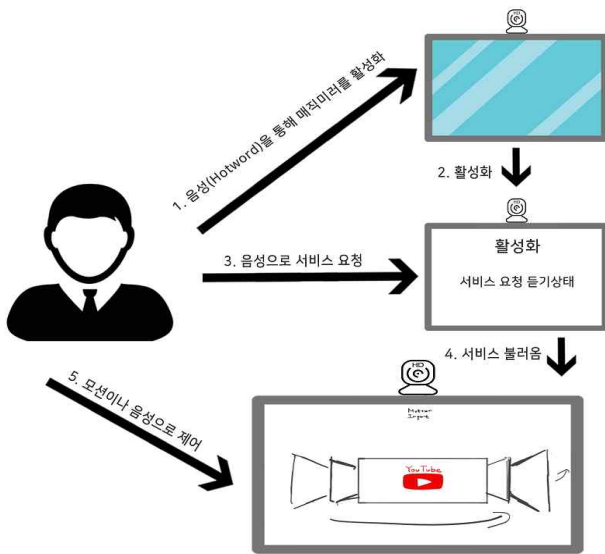 HD
1. 음성(Hotword)을 통해 매직미러를 활성화
2. 활성화
HD
활성화
서비스 요청 듣기상태
3. 음성으로 서비스 요청
4. 서비스 불러옴
HD
5. 모션이나 음성으로 제어
YouTube